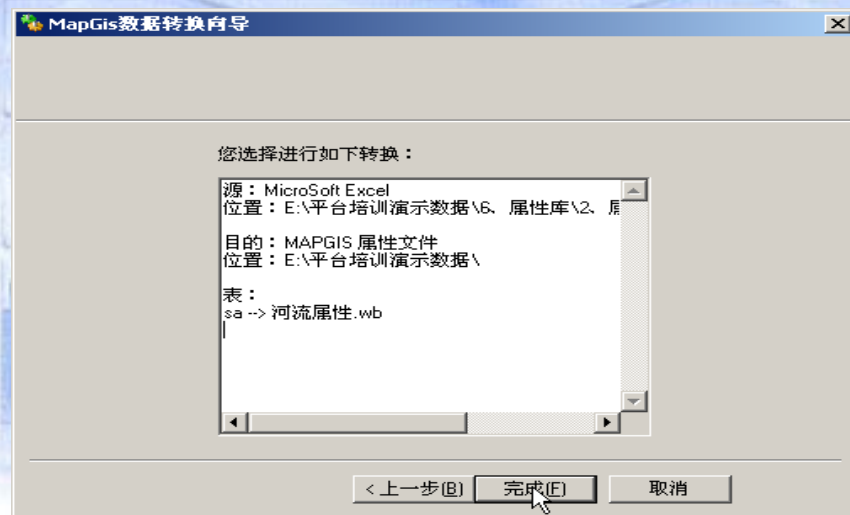 MapGis数据转换向导
您选择进行如下转换：
源：MicroSoft Excel
位置：E:\平台培训演示数据\6、属性库\2、属
目的：MAPGIS 属性文件
位置：E:\平台培训演示数据\
表：
sa --> 河流属性.wb
< 上一步(B) 完成(F) 取消